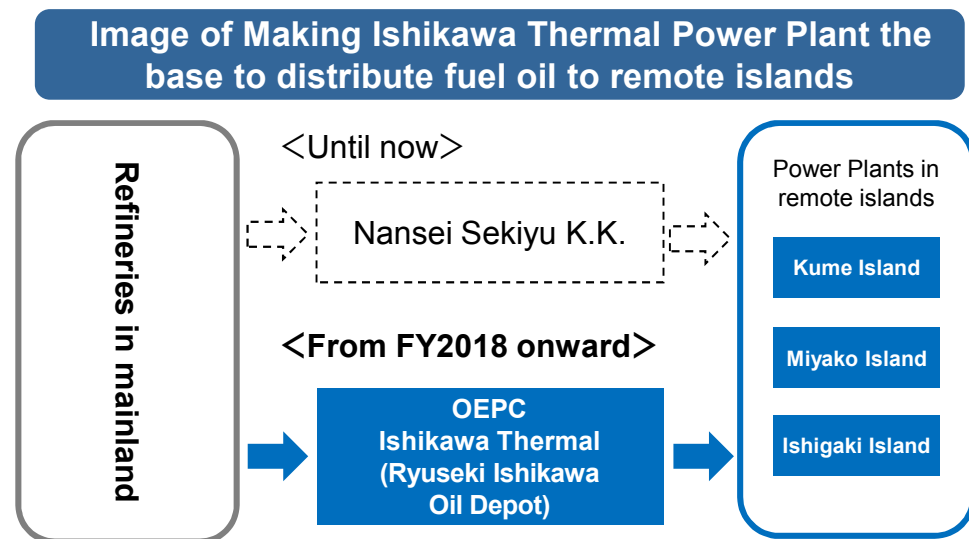 Image of Making Ishikawa Thermal Power Plant the
base to distribute fuel oil to remote islands
Refineries in mainland
<Until now>
Nansei Sekiyu K.K.
<From FY2018 onward>
OEPC
Ishikawa Thermal
(Ryuseki Ishikawa
Oil Depot)
Power Plants in
remote islands
Kume Island
Miyako Island
Ishigaki Island